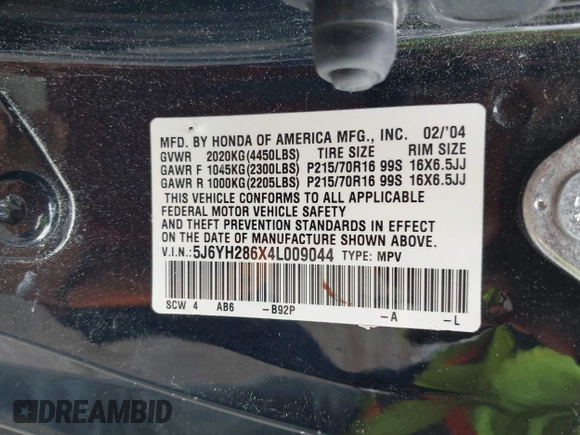 MFD. BY HONDA OF AMERICA MFG., INC. 02/'04
GVWR 2020KG(4450LBS) TIRE SIZE RIM SIZE
GAWR F 1045KG(2300LBS) P215/70R16 99S 16X6.5JJ
GAWR R 1000KG(2205LBS) P215/70R16 99S 16X6.5JJ
THIS VEHICLE CONFORMS TO ALL APPLICABLE
FEDERAL MOTOR VEHICLE SAFETY
AND THEFT PREVENTION STANDARDS IN EFFECT
ON THE DATE OF MANUFACTURE SHOWN ABOVE.
V.I.N.:5J6YH286X4L009044 TYPE: MPV
SCW 4 AB6 -B92P -A -L
DREAMBID